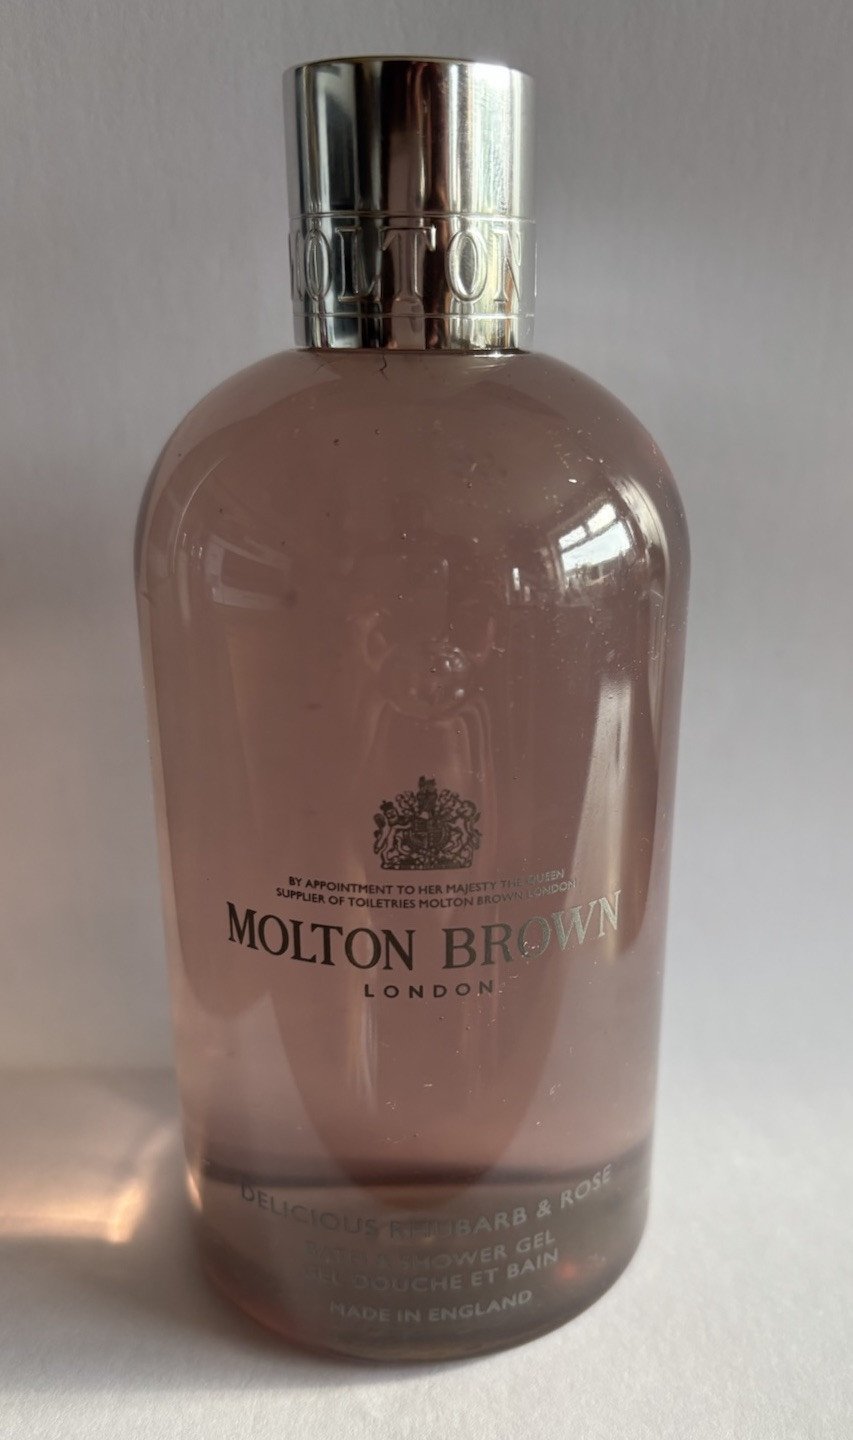 MOLTON
BY APPOINTMENT TO HER MAJESTY THE QUEEN
SUPPLIER OF TOILETRIES MOLTON BROWN LONDON
MOLTON BROWN
LONDON
DELICIOUS RHUBARB & ROSE
BATH & SHOWER GEL
GEL DOUCHE ET BAIN
MADE IN ENGLAND